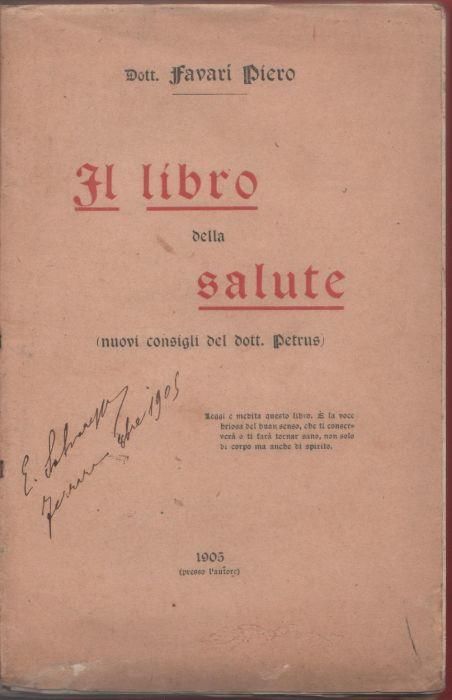 Dott. Favari Piero
Il libro
della
salute
(nuovi consigli del dott. Petrus)
Leggi e medita questo libro. È la voce
briosa del buon senso, che ti conser=
verà o ti farà tornar sano, non solo
di corpo ma anche di spirito.
E.
1905
1905
(presso l'autore)